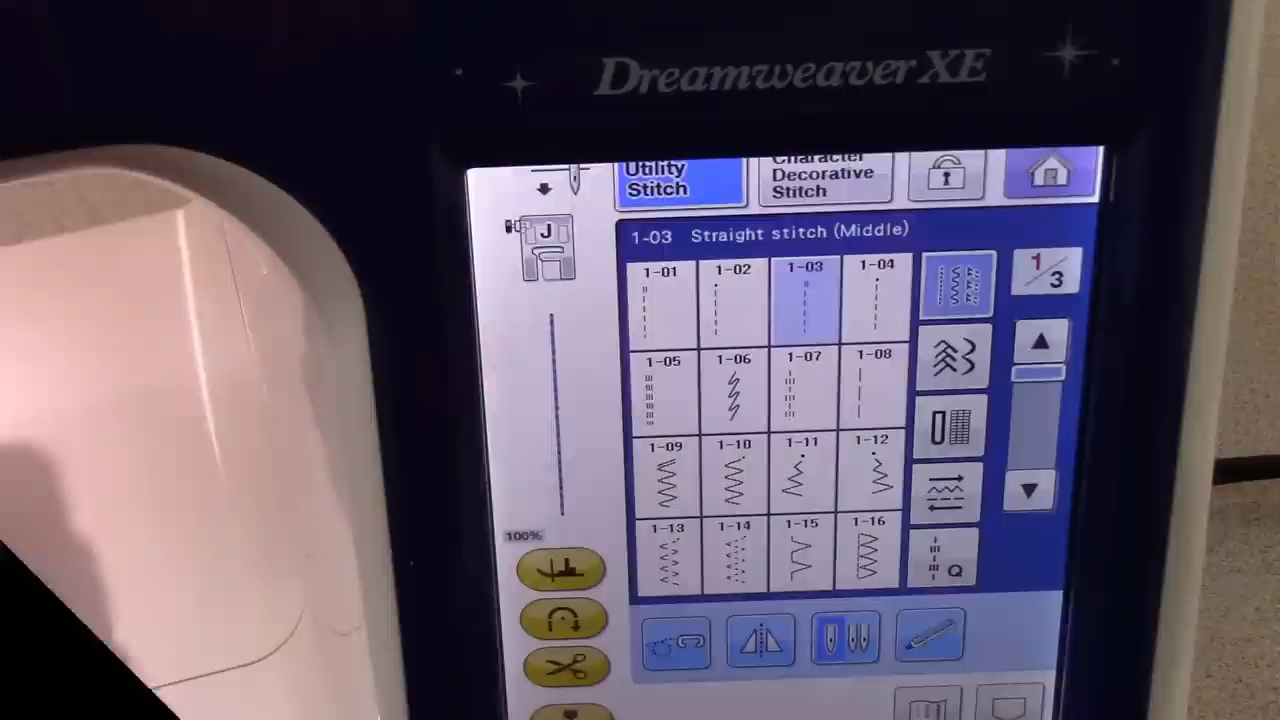 Dreamweaver XE
Utility
Stitch
Character
Decorative
Stitch
J
1-03 Straight stitch (Middle)
1-01 1-02 1-03 1-04
1/3
1-05 1-06 1-07 1-08
1-09 1-10 1-11 1-12
1-13 1-14 1-15 1-16
100%
Q